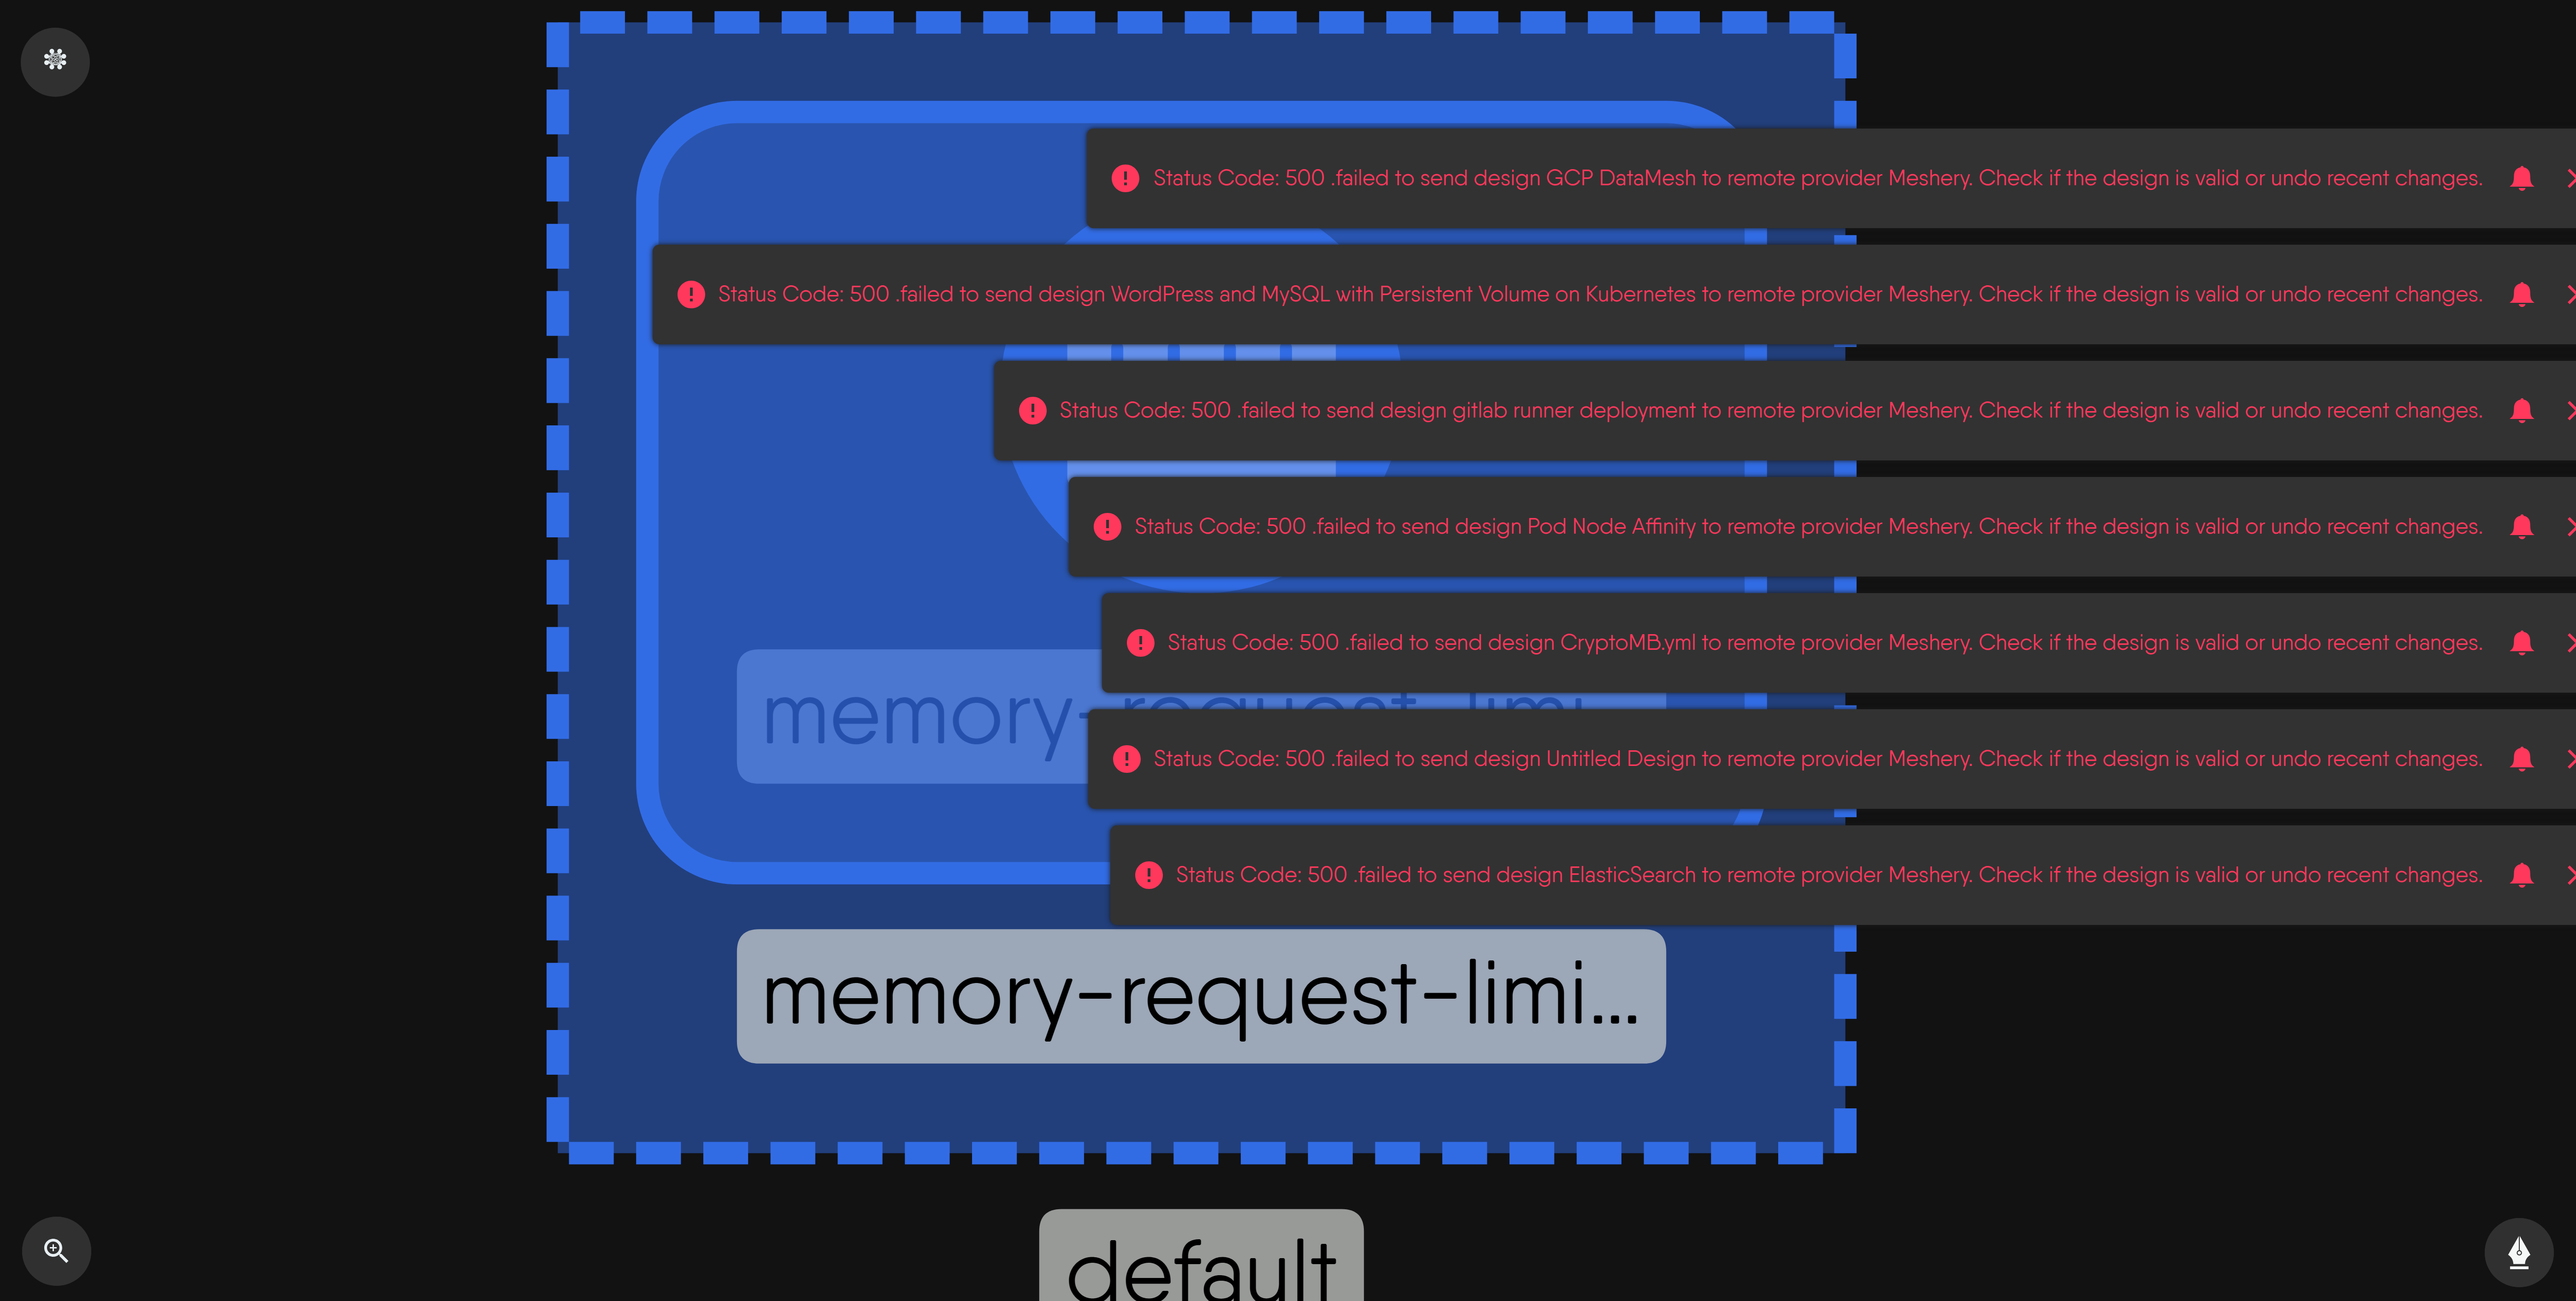 Status Code: 500 .failed to send design GCP DataMesh to remote provider Meshery. Check if the design is valid or undo recent changes.
Status Code: 500 .failed to send design WordPress and MySQL with Persistent Volume on Kubernetes to remote provider Meshery. Check if the design is valid or undo recent changes.
Status Code: 500 .failed to send design gitlab runner deployment to remote provider Meshery. Check if the design is valid or undo recent changes.
Status Code: 500 .failed to send design Pod Node Affinity to remote provider Meshery. Check if the design is valid or undo recent changes.
Status Code: 500 .failed to send design CryptoMB.yml to remote provider Meshery. Check if the design is valid or undo recent changes.
memory-request-limi...
Status Code: 500 .failed to send design Untitled Design to remote provider Meshery. Check if the design is valid or undo recent changes.
Status Code: 500 .failed to send design ElasticSearch to remote provider Meshery. Check if the design is valid or undo recent changes.
memory-request-limi...
default